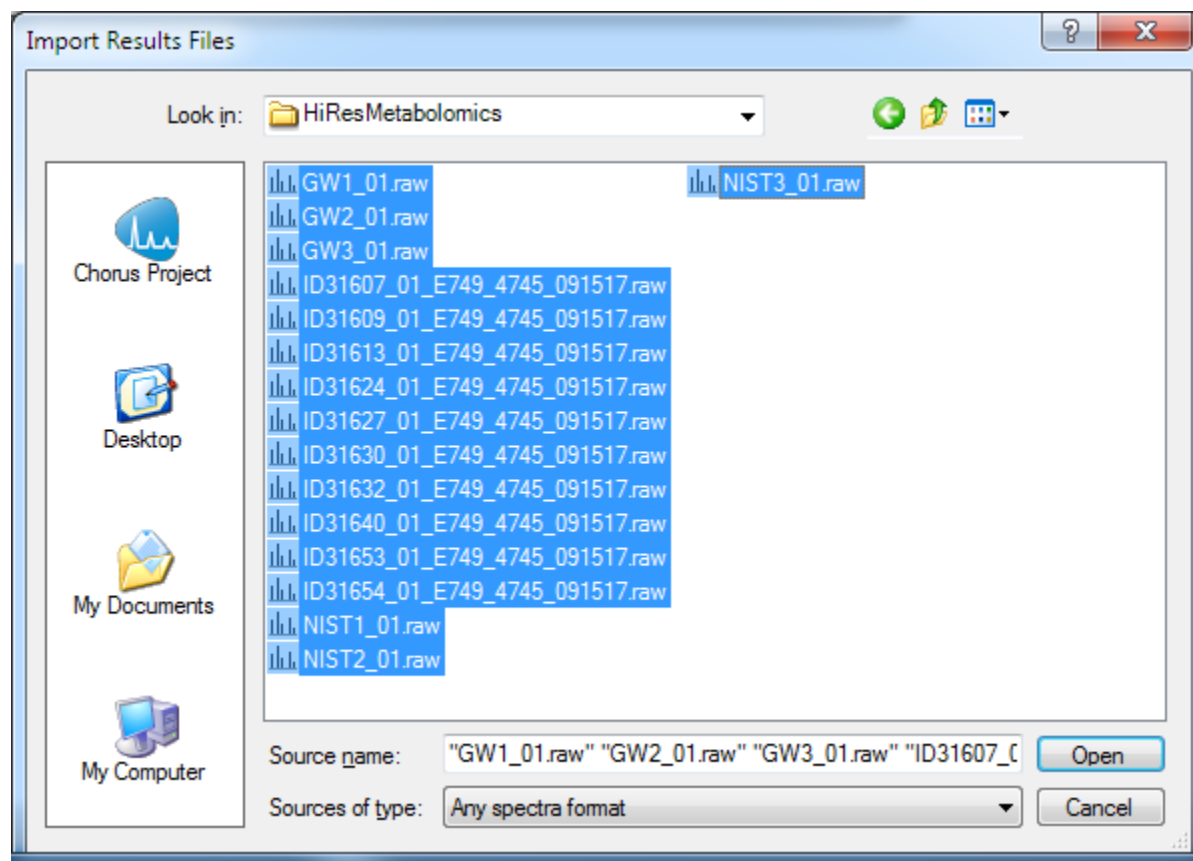 Import Results Files
Look in: HiResMetabolomics
Chorus Project
Desktop
My Documents
My Computer
GW1_01.raw
GW2_01.raw
GW3_01.raw
ID31607_01_E749_4745_091517.raw
ID31609_01_E749_4745_091517.raw
ID31613_01_E749_4745_091517.raw
ID31624_01_E749_4745_091517.raw
ID31627_01_E749_4745_091517.raw
ID31630_01_E749_4745_091517.raw
ID31632_01_E749_4745_091517.raw
ID31640_01_E749_4745_091517.raw
ID31653_01_E749_4745_091517.raw
ID31654_01_E749_4745_091517.raw
NIST1_01.raw
NIST2_01.raw
NIST3_01.raw
Source name: "GW1_01.raw" "GW2_01.raw" "GW3_01.raw" "ID31607_0 Open
Sources of type: Any spectra format Cancel